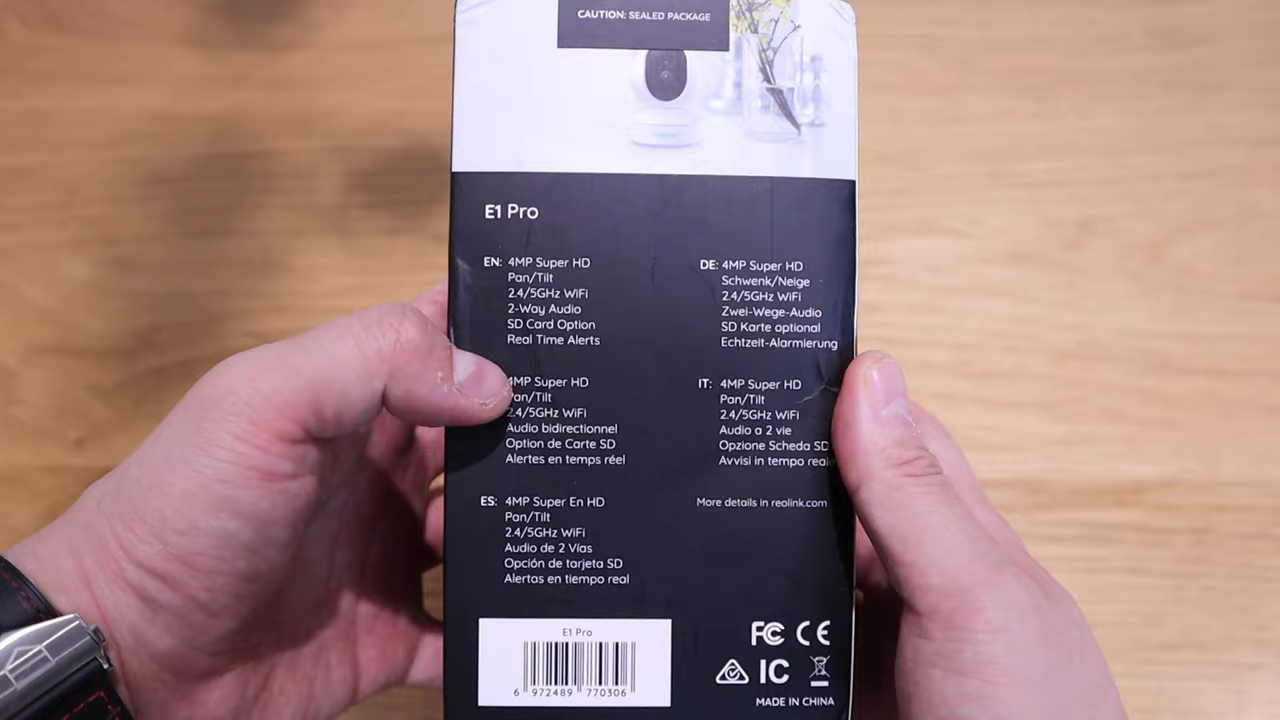 CAUTION: SEALED PACKAGE
E1 Pro
EN: 4MP Super HD
Pan/Tilt
2.4/5GHz WiFi
2-Way Audio
SD Card Option
Real Time Alerts
DE: 4MP Super HD
Schwenk/Neige
2.4/5GHz WiFi
Zwei-Wege-Audio
SD Karte optional
Echtzeit-Alarmierung
4MP Super HD
Pan/Tilt
2.4/5GHz WiFi
Audio bidirectionnel
Option de Carte SD
Alertes en temps réel
IT: 4MP Super HD
Pan/Tilt
2.4/5GHz WiFi
Audio a 2 vie
Opzione Scheda SD
Avvisi in tempo reale
ES: 4MP Super En HD
Pan/Tilt
2.4/5GHz WiFi
Audio de 2 Vías
Opción de tarjeta SD
Alertas en tiempo real
More details in reolink.com
E1 Pro
6 972489 770306
FC CE
IC
MADE IN CHINA